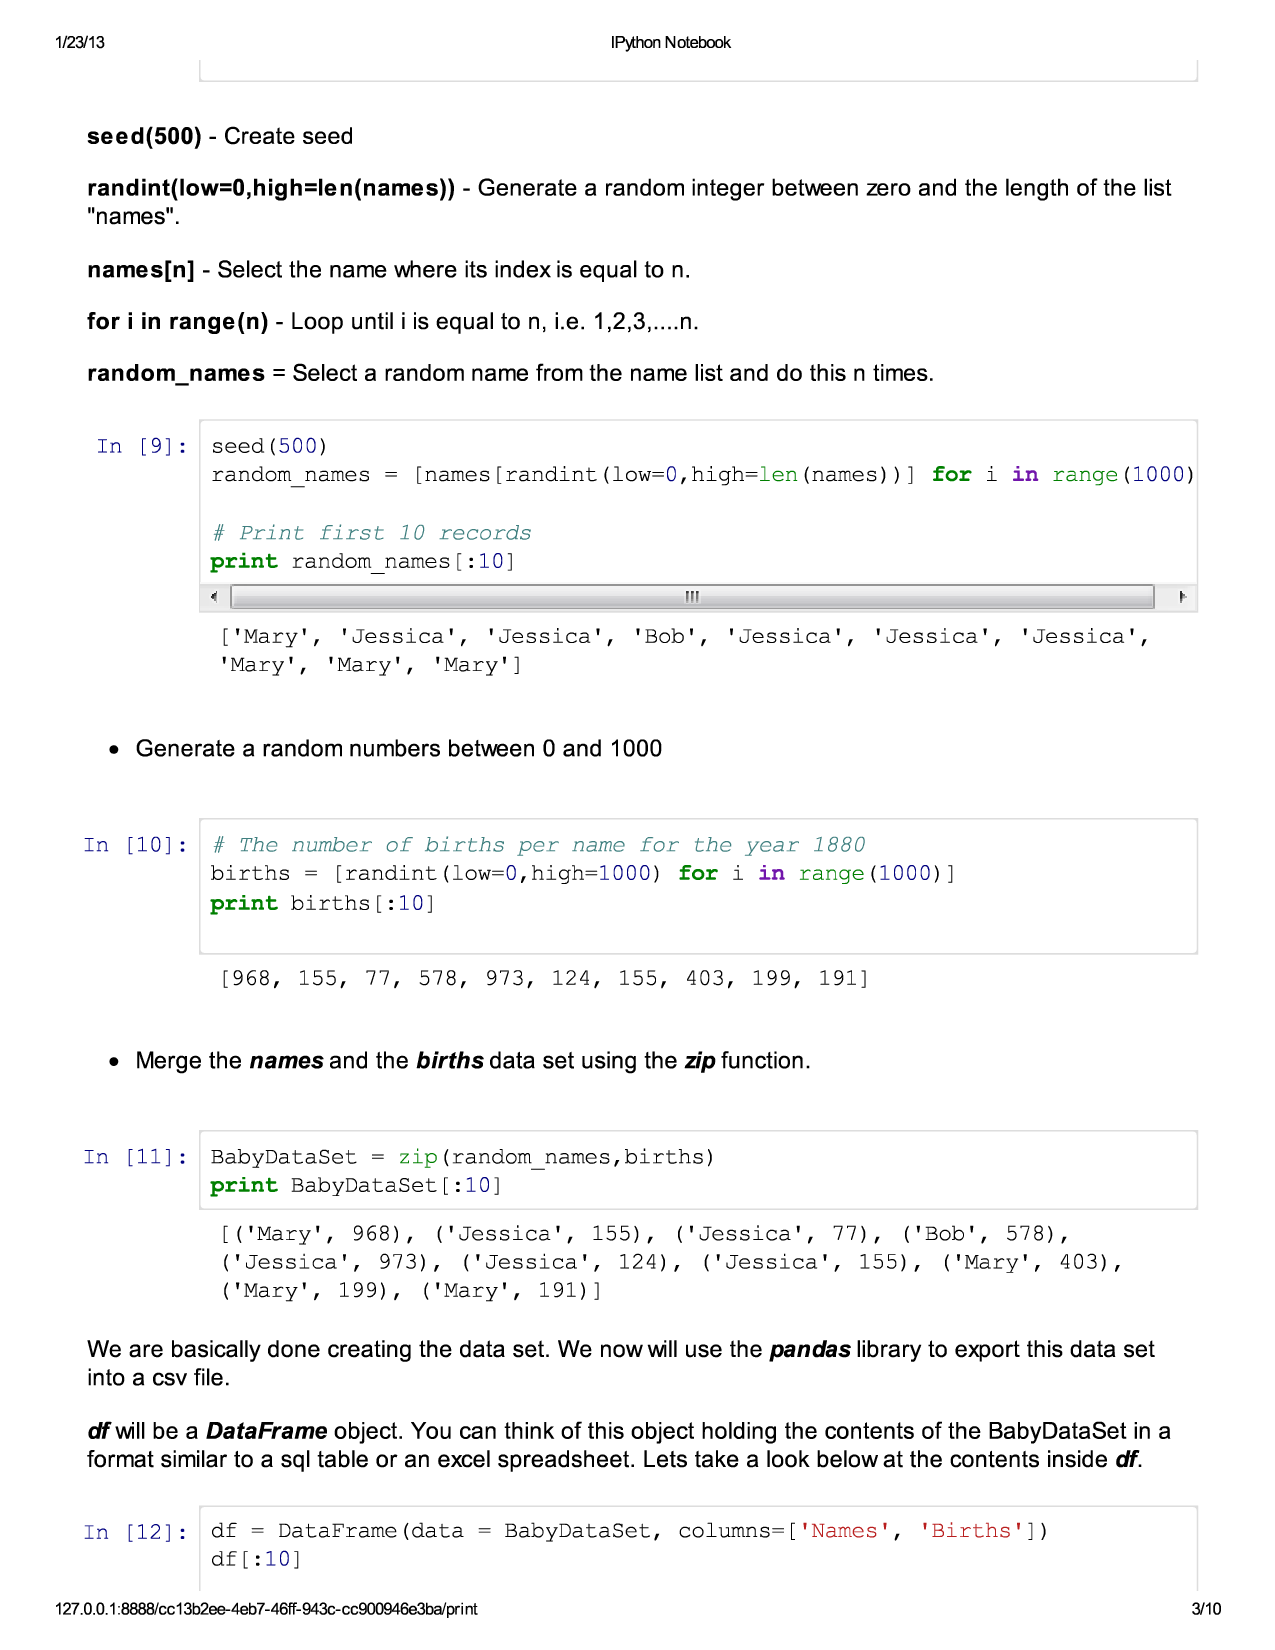 1/23/13
IPython Notebook
seed(500) - Create seed
randint(low=0,high=len(names)) - Generate a random integer between zero and the length of the list
"names".
names[n] - Select the name where its index is equal to n.
for i in range(n) - Loop until i is equal to n, i.e. 1,2,3,....n.
random_names = Select a random name from the name list and do this n times.
In [9]:
seed(500)
random_names = [names[randint(low=0,high=len(names))] for i in range(1000)
# Print first 10 records
print random_names[:10]
['Mary', 'Jessica', 'Jessica', 'Bob', 'Jessica', 'Jessica', 'Jessica',
'Mary', 'Mary', 'Mary']
• Generate a random numbers between 0 and 1000
In [10]:
# The number of births per name for the year 1880
births = [randint(low=0,high=1000) for i in range(1000)]
print births[:10]
[968, 155, 77, 578, 973, 124, 155, 403, 199, 191]
• Merge the names and the births data set using the zip function.
In [11]:
BabyDataSet = zip(random_names,births)
print BabyDataSet[:10]
[('Mary', 968), ('Jessica', 155), ('Jessica', 77), ('Bob', 578),
('Jessica', 973), ('Jessica', 124), ('Jessica', 155), ('Mary', 403),
('Mary', 199), ('Mary', 191)]
We are basically done creating the data set. We now will use the pandas library to export this data set
into a csv file.
df will be a DataFrame object. You can think of this object holding the contents of the BabyDataSet in a
format similar to a sql table or an excel spreadsheet. Lets take a look below at the contents inside df.
In [12]:
df = DataFrame(data = BabyDataSet, columns=['Names', 'Births'])
df[:10]
127.0.0.1:8888/cc13b2ee-4eb7-46ff-943c-cc900946e3ba/print
3/10